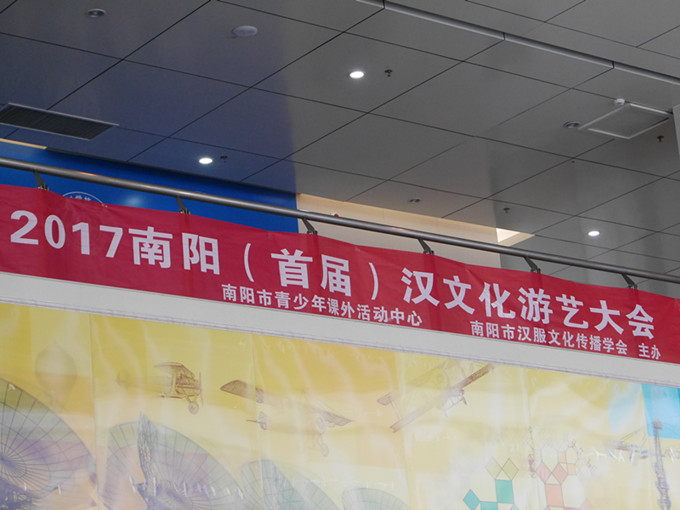 2017南阳（首届）汉文化游艺大会
南阳市青少年课外活动中心 南阳市汉服文化传播学会 主办